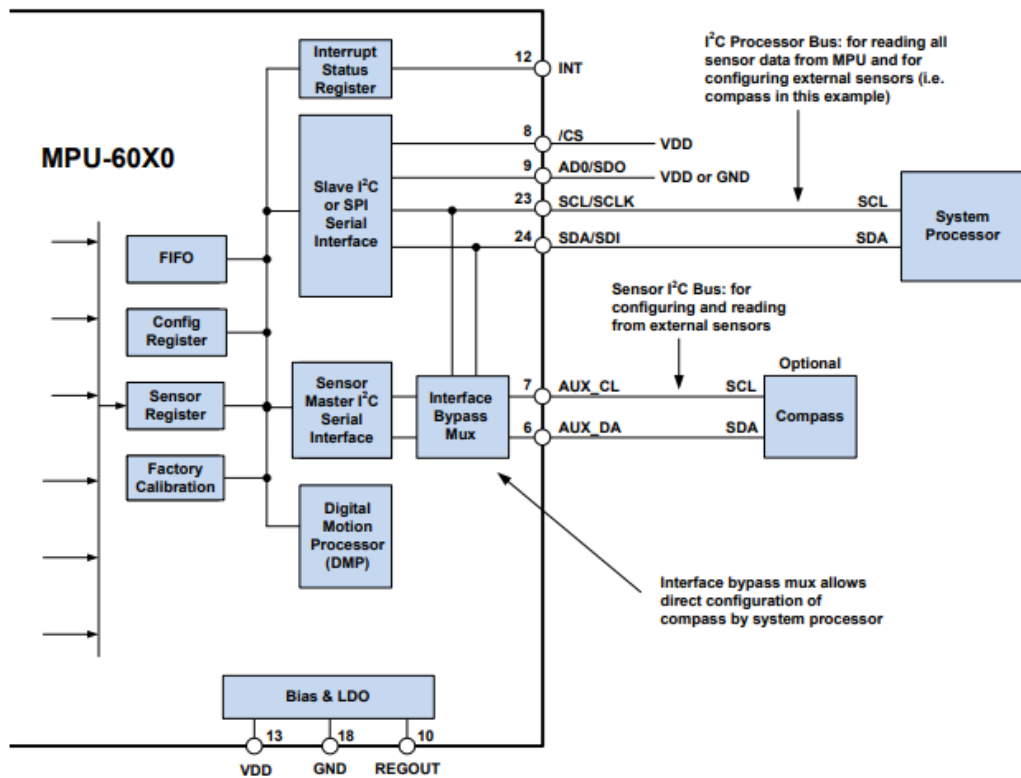 MPU-60X0
Interrupt
Status
Register
12
INT
I²C Processor Bus: for reading all
sensor data from MPU and for
configuring external sensors (i.e.
compass in this example)
Slave I²C
or SPI
Serial
Interface
8
/CS
VDD
9
AD0/SDO
VDD or GND
23
SCL/SCLK
SCL
24
SDA/SDI
SDA
System
Processor
FIFO
Config
Register
Sensor
Register
Factory
Calibration
Sensor I²C Bus: for
configuring and reading
from external sensors
Sensor
Master I²C
Serial
Interface
Interface
Bypass
Mux
7
AUX_CL
SCL
6
AUX_DA
SDA
Optional
Compass
Digital
Motion
Processor
(DMP)
Interface bypass mux allows
direct configuration of
compass by system processor
Bias & LDO
13
18
10
VDD
GND
REGOUT